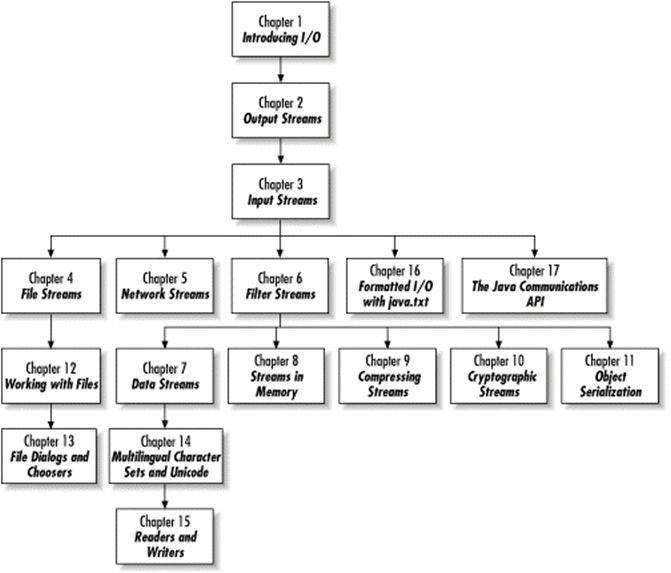 Chapter 1
Introducing I/O
Chapter 2
Output Streams
Chapter 3
Input Streams
Chapter 4
File Streams
Chapter 5
Network Streams
Chapter 6
Filter Streams
Chapter 16
Formatted I/O
with java.txt
Chapter 17
The Java Communications
API
Chapter 12
Working with Files
Chapter 7
Data Streams
Chapter 8
Streams in
Memory
Chapter 9
Compressing
Streams
Chapter 10
Cryptographic
Streams
Chapter 11
Object
Serialization
Chapter 13
File Dialogs and
Choosers
Chapter 14
Multilingual Character
Sets and Unicode
Chapter 15
Readers and
Writers